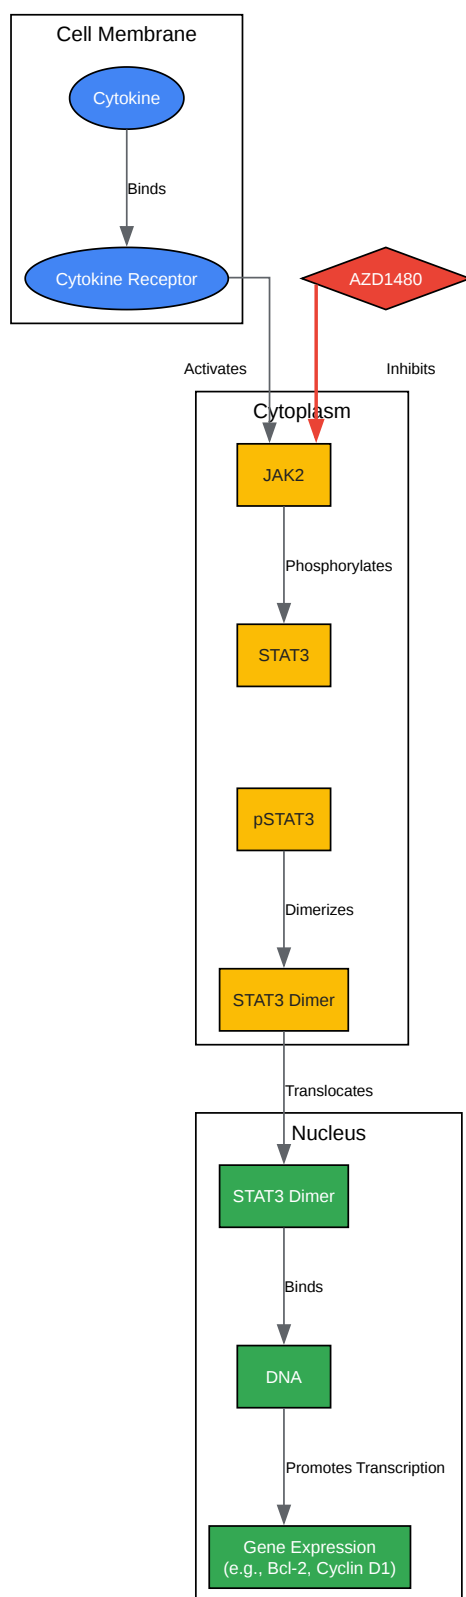 Cell Membrane
Cytokine
Binds
Cytokine Receptor
AZD1480
Activates
Inhibits
Cytoplasm
JAK2
Phosphorylates
STAT3
pSTAT3
Dimerizes
STAT3 Dimer
Translocates
Nucleus
STAT3 Dimer
Binds
DNA
Promotes Transcription
Gene Expression
(e.g., Bcl-2, Cyclin D1)